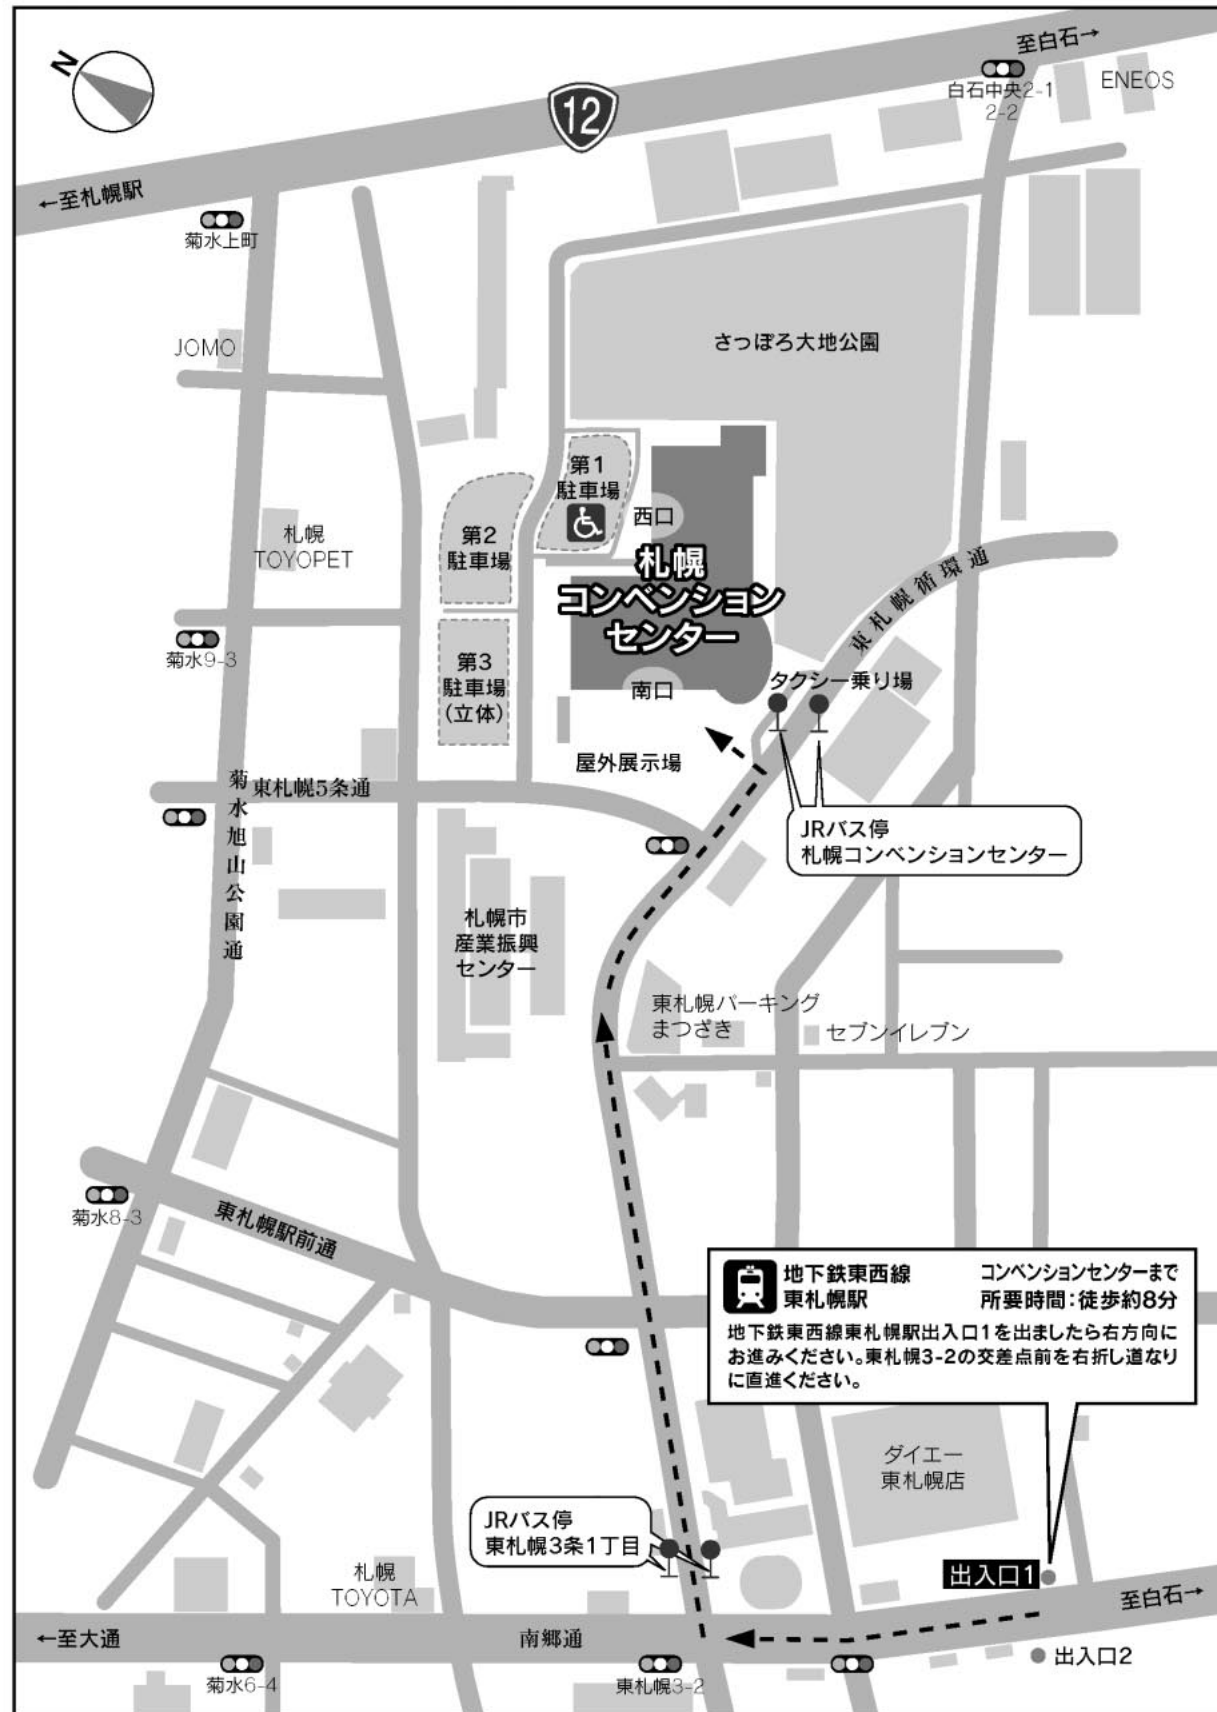 N
至白石→
白石中央2-1
2-2
ENEOS
12
←至札幌駅
菊水上町
JOMO
さっぽろ大地公園
第1
駐車場
西口
第2
駐車場
札幌
TOYOPET
札幌
コンベンション
センター
東札幌循環通
菊水9-3
第3
駐車場
(立体)
南口
タクシー乗り場
屋外展示場
東札幌5条通
菊水旭山公園通
JRバス停
札幌コンベンションセンター
札幌市
産業振興
センター
東札幌パーキング
まつざき
セブンイレブン
菊水8-3
東札幌駅前通
地下鉄東西線
東札幌駅
コンベンションセンターまで
所要時間:徒歩約8分
地下鉄東西線東札幌駅出入口1を出ましたら右方向に
お進みください。東札幌3-2の交差点前を右折し道なり
に直進ください。
ダイエー
東札幌店
JRバス停
東札幌3条1丁目
札幌
TOYOTA
出入口1
至白石→
←至大通
南郷通
出入口2
菊水6-4
東札幌3-2